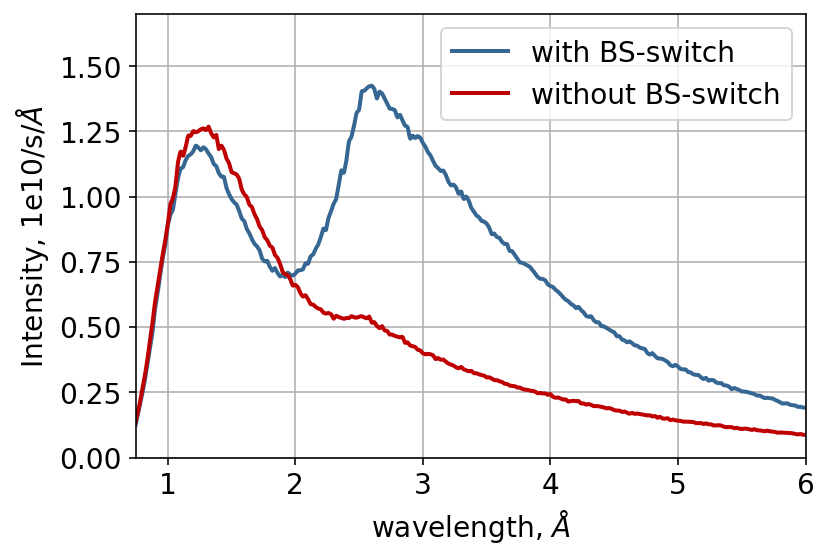 with BS-switch
without BS-switch
1.50
1.25
1.00
0.75
0.50
0.25
0.00
Intensity, 1e10/s/Å
1 2 3 4 5 6
wavelength, Å